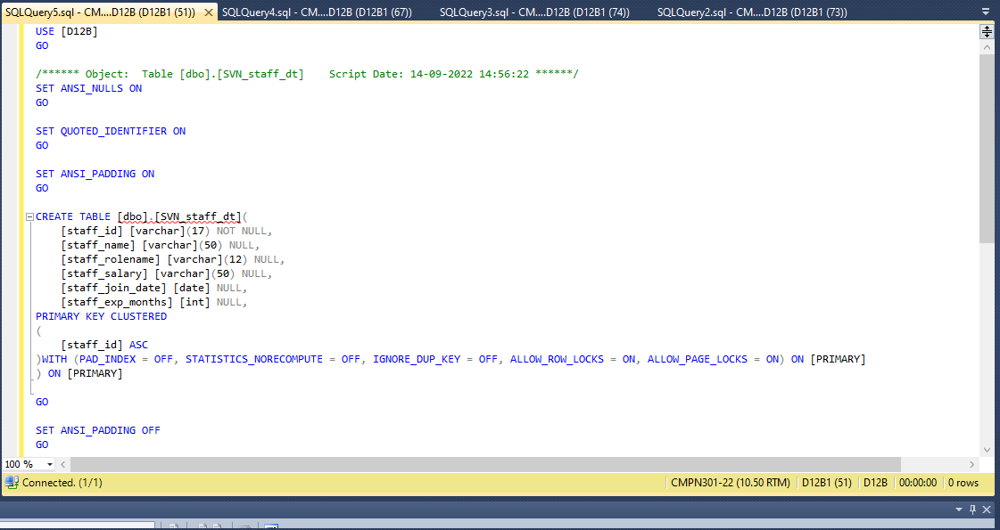 SQLQuery5.sql - CM....D12B (D12B1 (51)) SQLQuery4.sql - CM....D12B (D12B1 (67)) SQLQuery3.sql - CM....D12B (D12B1 (74)) SQLQuery2.sql - CM....D12B (D12B1 (73))
USE [D12B]
GO
/****** Object:  Table [dbo].[SVN_staff_dt]    Script Date: 14-09-2022 14:56:22 ******/
SET ANSI_NULLS ON
GO
SET QUOTED_IDENTIFIER ON
GO
SET ANSI_PADDING ON
GO
CREATE TABLE [dbo].[SVN_staff_dt](
[staff_id] [varchar](17) NOT NULL,
[staff_name] [varchar](50) NULL,
[staff_rolename] [varchar](12) NULL,
[staff_salary] [varchar](50) NULL,
[staff_join_date] [date] NULL,
[staff_exp_months] [int] NULL,
PRIMARY KEY CLUSTERED
(
[staff_id] ASC
)WITH (PAD_INDEX = OFF, STATISTICS_NORECOMPUTE = OFF, IGNORE_DUP_KEY = OFF, ALLOW_ROW_LOCKS = ON, ALLOW_PAGE_LOCKS = ON) ON [PRIMARY]
) ON [PRIMARY]
GO
SET ANSI_PADDING OFF
GO
100 %
Connected. (1/1) CMPN301-22 (10.50 RTM) D12B1 (51) D12B 00:00:00 0 rows